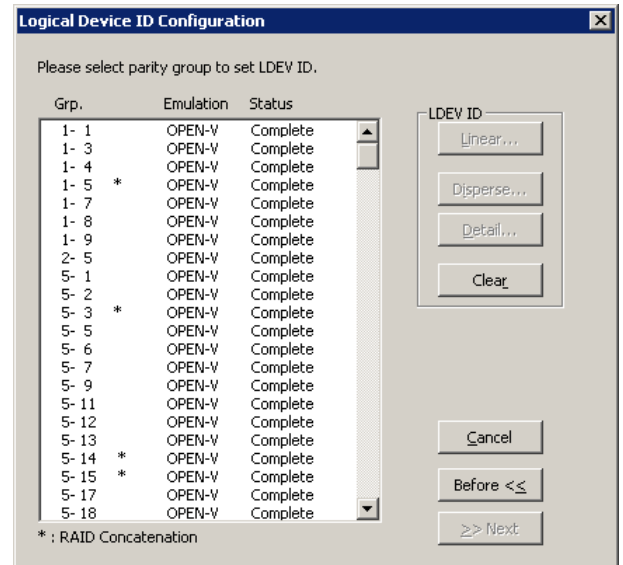 Logical Device ID Configuration
Please select parity group to set LDEV ID.
Grp. Emulation Status
1- 1 OPEN-V Complete
1- 3 OPEN-V Complete
1- 4 OPEN-V Complete
1- 5 * OPEN-V Complete
1- 7 OPEN-V Complete
1- 8 OPEN-V Complete
1- 9 OPEN-V Complete
2- 5 OPEN-V Complete
5- 1 OPEN-V Complete
5- 2 OPEN-V Complete
5- 3 * OPEN-V Complete
5- 5 OPEN-V Complete
5- 6 OPEN-V Complete
5- 7 OPEN-V Complete
5- 9 OPEN-V Complete
5- 11 OPEN-V Complete
5- 12 OPEN-V Complete
5- 13 OPEN-V Complete
5- 14 * OPEN-V Complete
5- 15 * OPEN-V Complete
5- 17 OPEN-V Complete
5- 18 OPEN-V Complete
* : RAID Concatenation
LDEV ID
Linear...
Disperse...
Detail...
Clear
Cancel
Before <<
>> Next